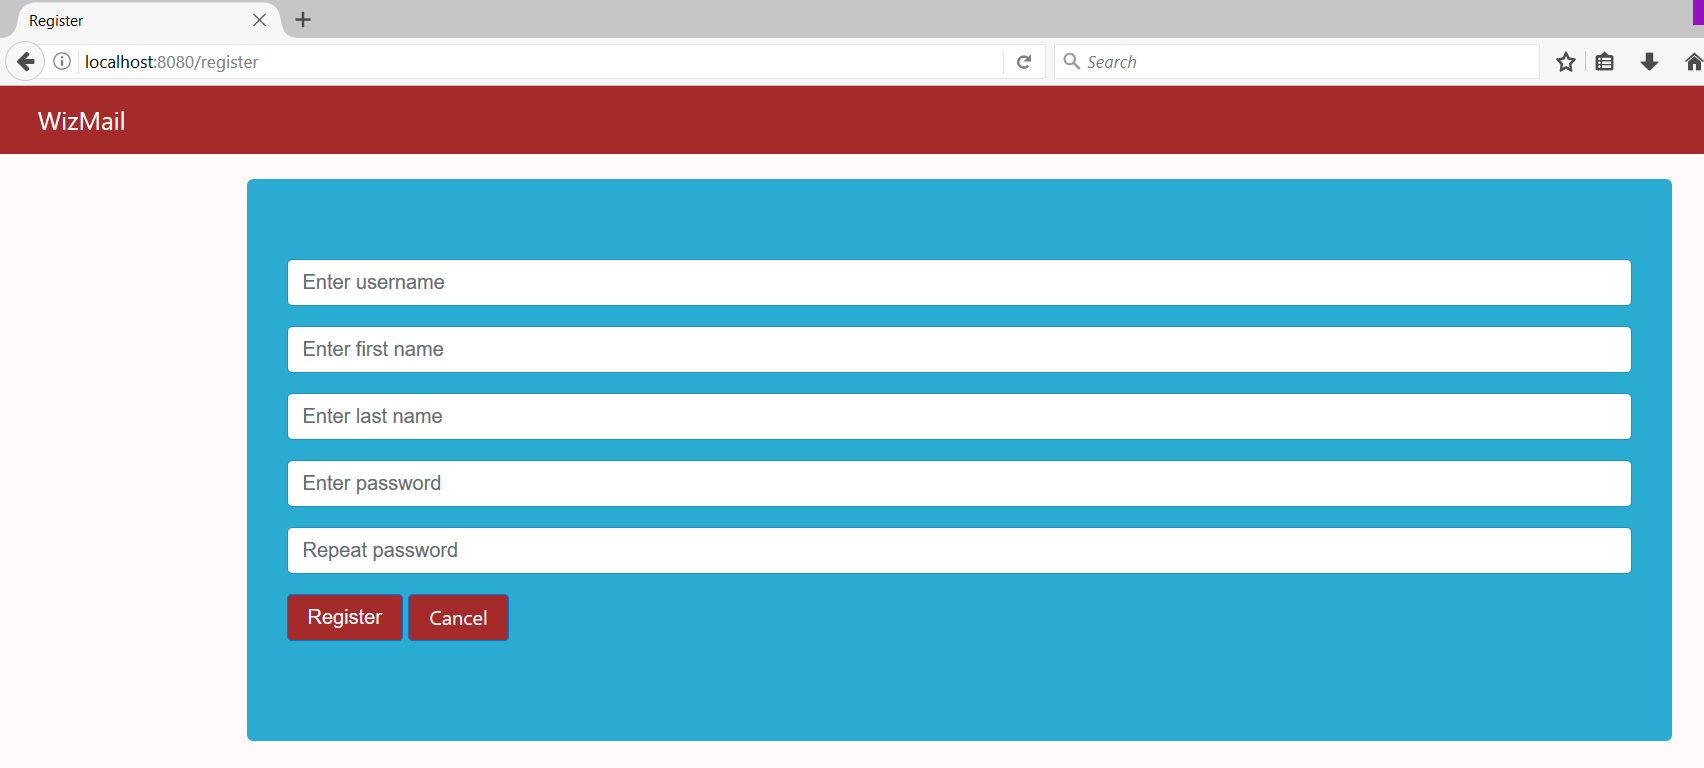 Register
localhost:8080/register
Search
WizMail
Enter username
Enter first name
Enter last name
Enter password
Repeat password
Register Cancel